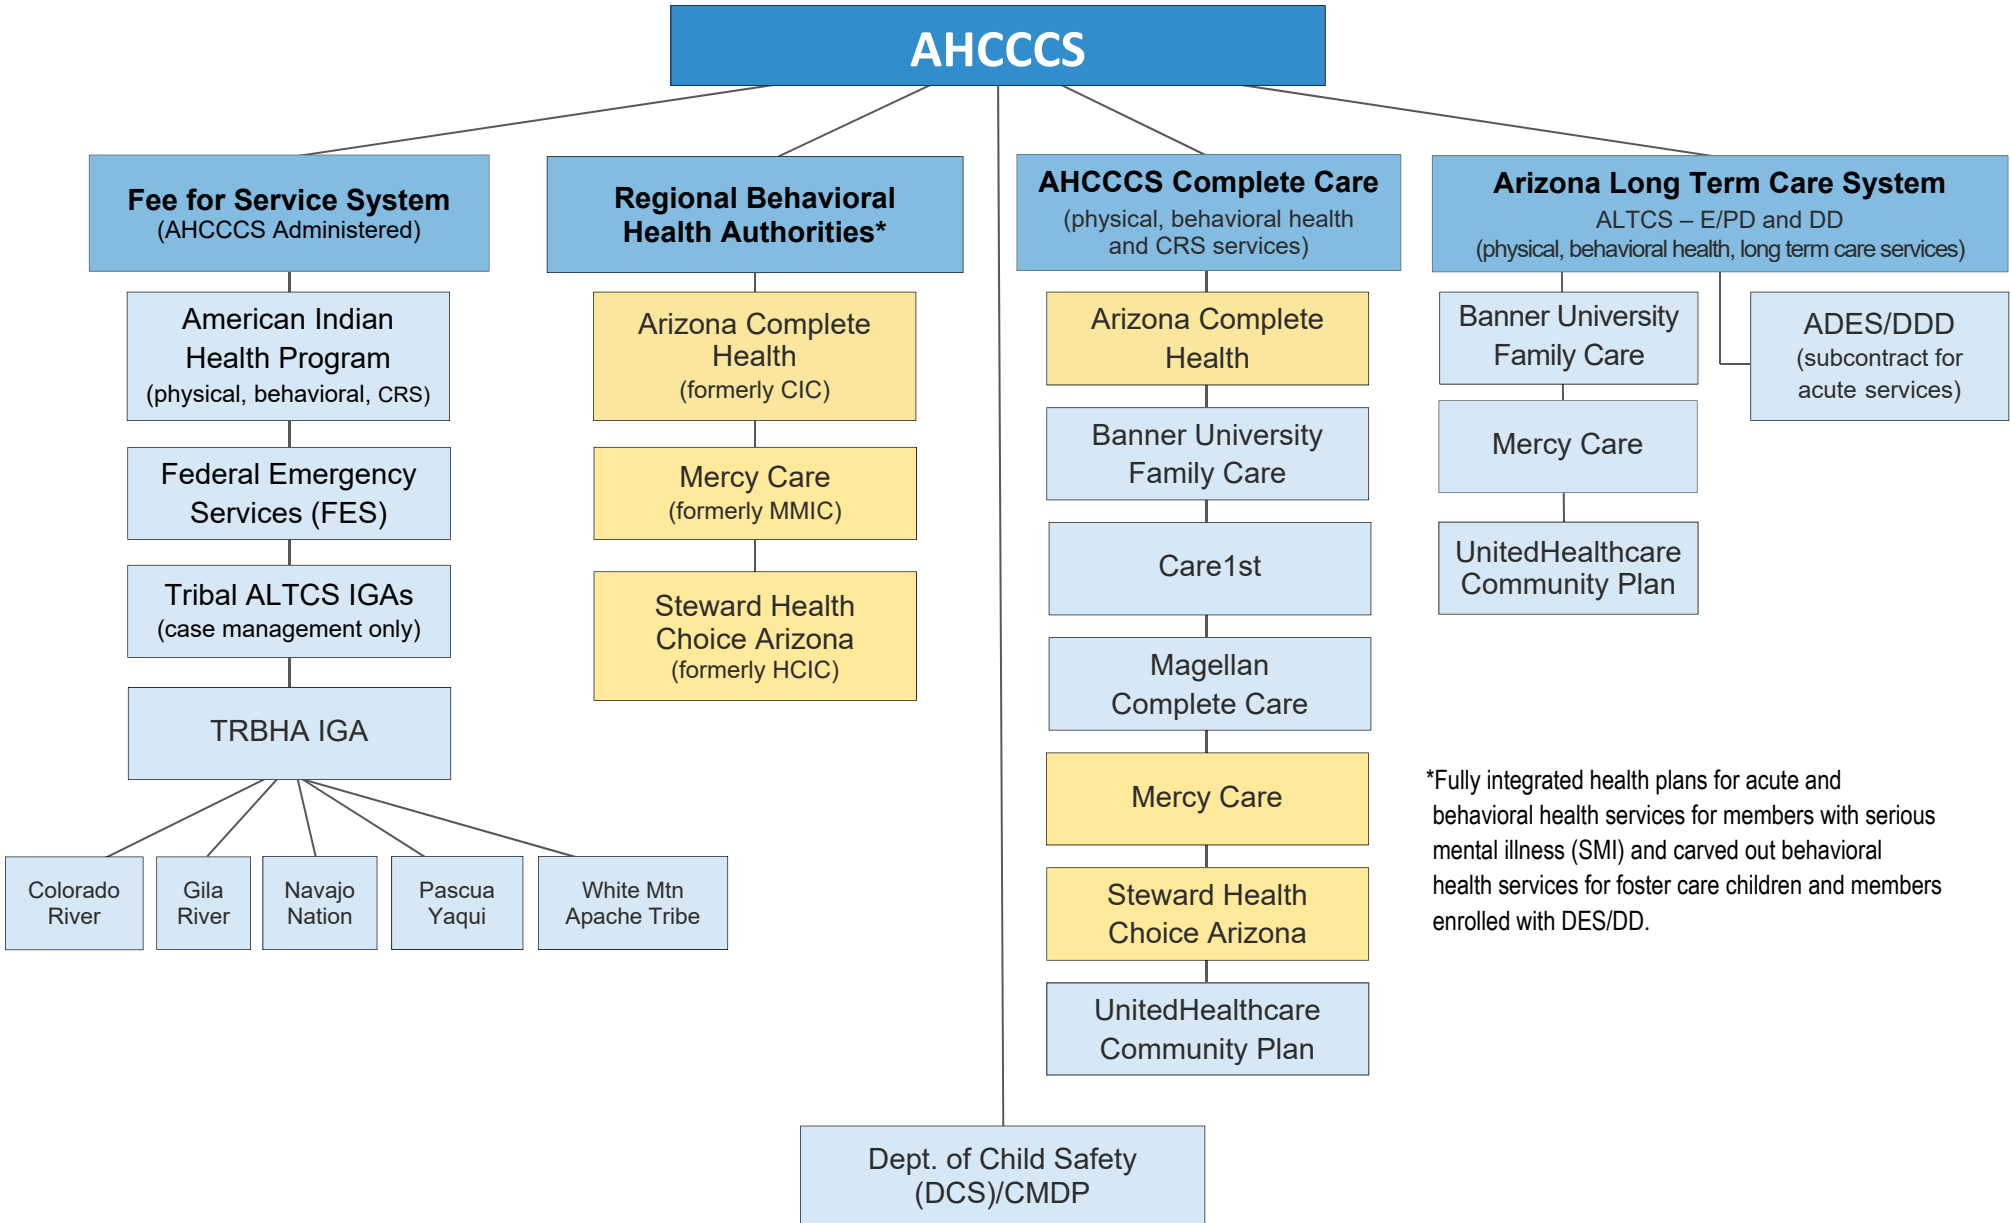 AHCCCS
Fee for Service System
(AHCCCS Administered)
American Indian
Health Program
(physical, behavioral, CRS)
Federal Emergency
Services (FES)
Tribal ALTCS IGAs
(case management only)
TRBHA IGA
Colorado
River
Gila
River
Navajo
Nation
Pascua
Yaqui
White Mtn
Apache Tribe
Regional Behavioral
Health Authorities*
Arizona Complete
Health
(formerly CIC)
Mercy Care
(formerly MMIC)
Steward Health
Choice Arizona
(formerly HCIC)
AHCCCS Complete Care
(physical, behavioral health
and CRS services)
Arizona Complete
Health
Banner University
Family Care
Care1st
Magellan
Complete Care
Mercy Care
Steward Health
Choice Arizona
UnitedHealthcare
Community Plan
Arizona Long Term Care System
ALTCS – E/PD and DD
(physical, behavioral health, long term care services)
Banner University
Family Care
Mercy Care
UnitedHealthcare
Community Plan
ADES/DDD
(subcontract for
acute services)
*Fully integrated health plans for acute and
behavioral health services for members with serious
mental illness (SMI) and carved out behavioral
health services for foster care children and members
enrolled with DES/DD.
Dept. of Child Safety
(DCS)/CMDP